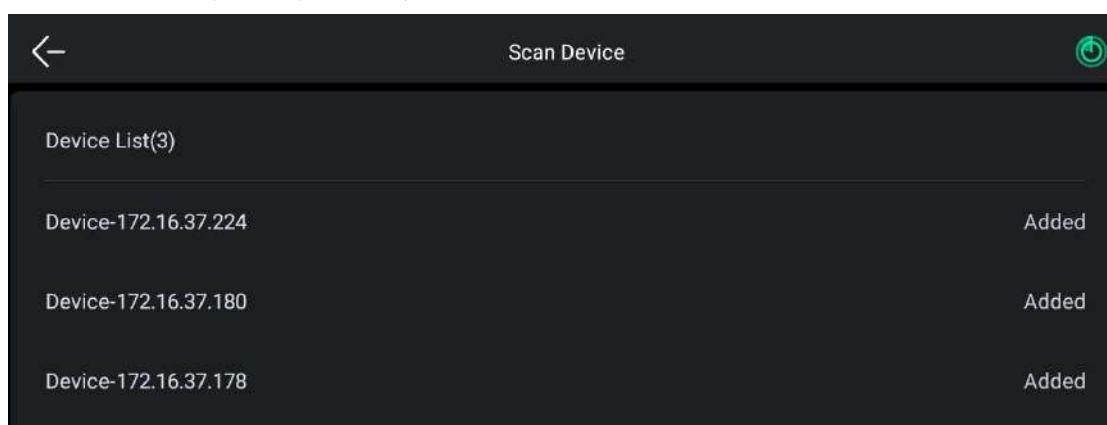 Scan Device
Device List(3)
Device-172.16.37.224 Added
Device-172.16.37.180 Added
Device-172.16.37.178 Added